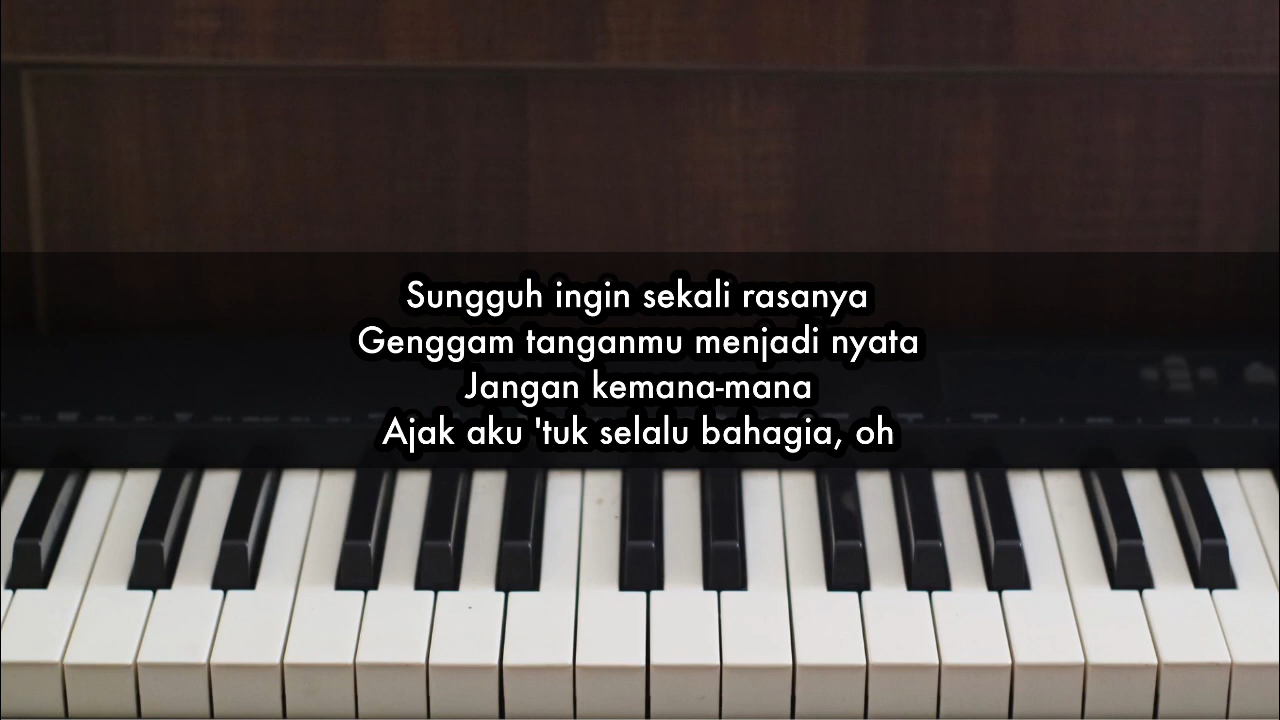 Sungguh ingin sekali rasanya
Genggam tanganmu menjadi nyata
Jangan kemana-mana
Ajak aku 'tuk selalu bahagia, oh